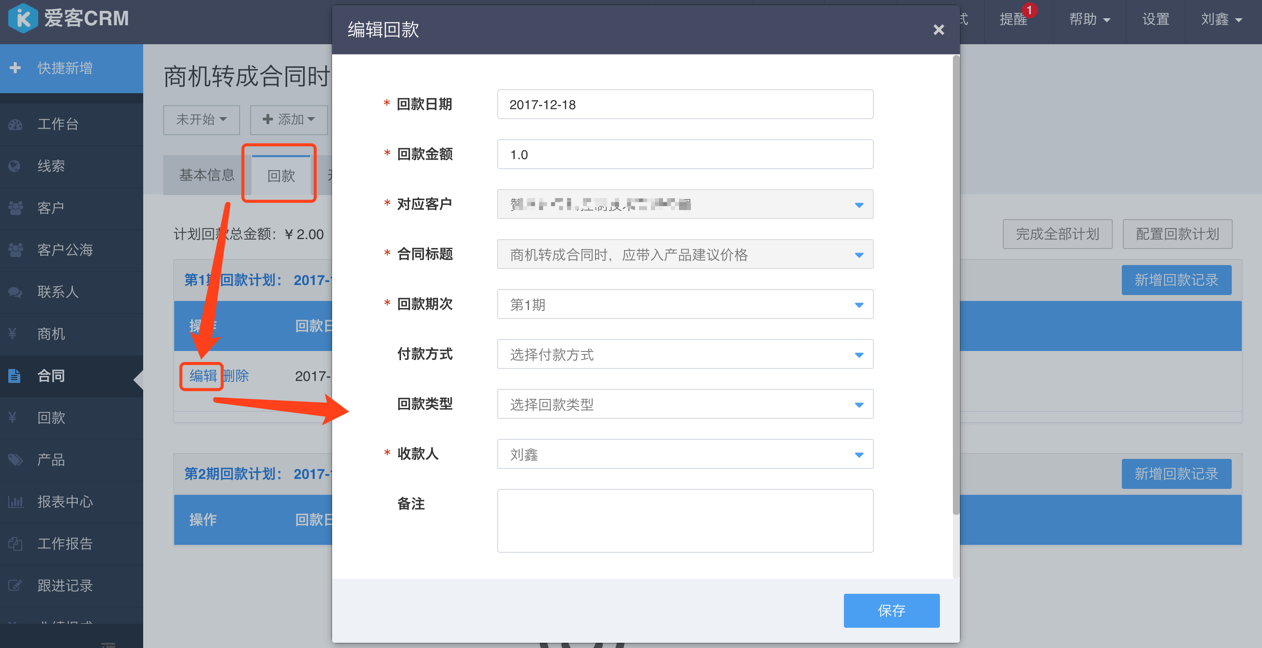 爱客CRM
式
提醒
1
帮助
设置
刘鑫
快捷新增
工作台
线索
客户
客户公海
联系人
商机
合同
回款
产品
报表中心
工作报告
跟进记录
商机转成合同时
未开始
添加
基本信息
回款
计划回款总金额：¥ 2.00
完成全部计划
配置回款计划
第1期回款计划： 2017-
新增回款记录
操作
回款日
编辑 删除
2017-
第2期回款计划： 2017-
新增回款记录
操作
回款日
编辑回款
×
* 回款日期
2017-12-18
* 回款金额
1.0
* 对应客户
* 合同标题
商机转成合同时，应带入产品建议价格
* 回款期次
第1期
付款方式
选择付款方式
回款类型
选择回款类型
* 收款人
刘鑫
备注
保存